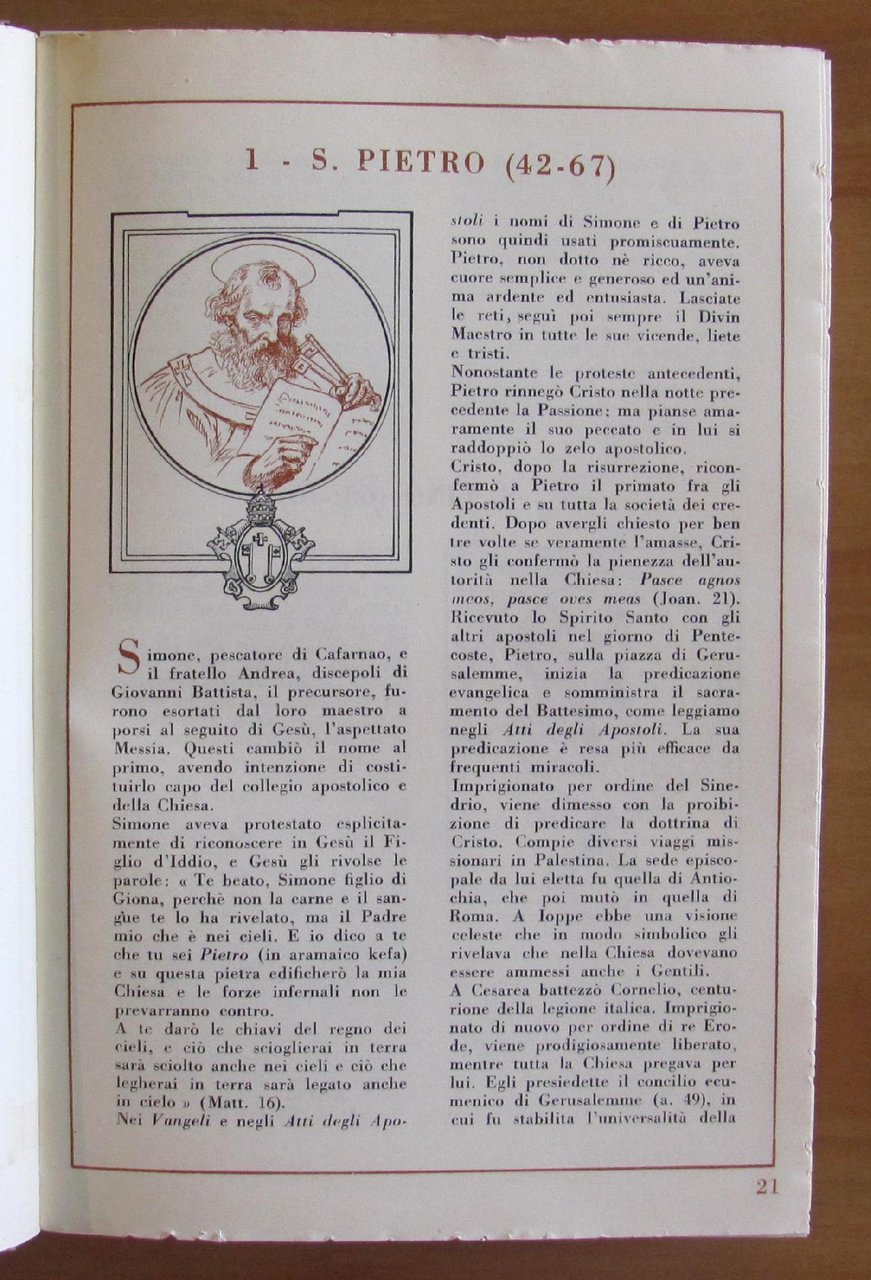 1 - S. PIETRO (42-67)
Simone, pescatore di Cafarnao, e
il fratello Andrea, discepoli di
Giovanni Battista, il precursore, fu-
rono esortati dal loro maestro a
porsi al seguito di Gesù, l'aspettato
Messia. Questi cambiò il nome al
primo, avendo intenzione di costi-
tuirlo capo del collegio apostolico e
della Chiesa.
Simone aveva protestato esplicita-
mente di riconoscere in Gesù il Fi-
glio d'Iddio, e Gesù gli rivolse le
parole: « Te beato, Simone figlio di
Giona, perchè non la carne e il san-
gue te lo ha rivelato, ma il Padre
mio che è nei cieli. E io dico a te
che tu sei Pietro (in aramaico kefa)
e su questa pietra edificherò la mia
Chiesa e le forze infernali non le
prevarranno contro.
A te darò le chiavi del regno dei
cieli, e ciò che scioglierai in terra
sarà sciolto anche nei cieli e ciò che
legherai in terra sarà legato anche
in cielo » (Matt. 16).
Nei Vangeli e negli Atti degli Apo-
stoli i nomi di Simone e di Pietro
sono quindi usati promiscuamente.
Pietro, non dotto nè ricco, aveva
cuore semplice e generoso ed un'ani-
ma ardente ed entusiasta. Lasciate
le reti, seguì poi sempre il Divin
Maestro in tutte le sue vicende, liete
e tristi.
Nonostante le proteste antecedenti,
Pietro rinnegò Cristo nella notte pre-
cedente la Passione; ma pianse ama-
ramente il suo peccato e in lui si
raddoppiò lo zelo apostolico.
Cristo, dopo la risurrezione, ricon-
fermò a Pietro il primato fra gli
Apostoli e su tutta la società dei cre-
denti. Dopo avergli chiesto per ben
tre volte se veramente l'amasse, Cri-
sto gli confermò la pienezza dell'au-
torità nella Chiesa: Pasce agnos
meos, pasce oves meas (Joan. 21).
Ricevuto lo Spirito Santo con gli
altri apostoli nel giorno di Pente-
coste, Pietro, sulla piazza di Geru-
salemme, inizia la predicazione
evangelica e somministra il sacra-
mento del Battesimo, come leggiamo
negli Atti degli Apostoli. La sua
predicazione è resa più efficace da
frequenti miracoli.
Imprigionato per ordine del Sine-
drio, viene dimesso con la proibi-
zione di predicare la dottrina di
Cristo. Compie diversi viaggi mis-
sionari in Palestina. La sede episco-
pale da lui eletta fu quella di Antio-
chia, che poi mutò in quella di
Roma. A Ioppe ebbe una visione
celeste che in modo simbolico gli
rivelava che nella Chiesa dovevano
essere ammessi anche i Gentili.
A Cesarea battezzò Cornelio, centu-
rione della legione italica. Imprigio-
nato di nuovo per ordine di re Ero-
de, viene prodigiosamente liberato,
mentre tutta la Chiesa pregava per
lui. Egli presiedette il concilio ecu-
menico di Gerusalemme (a. 49), in
cui fu stabilita l'universalità della
21